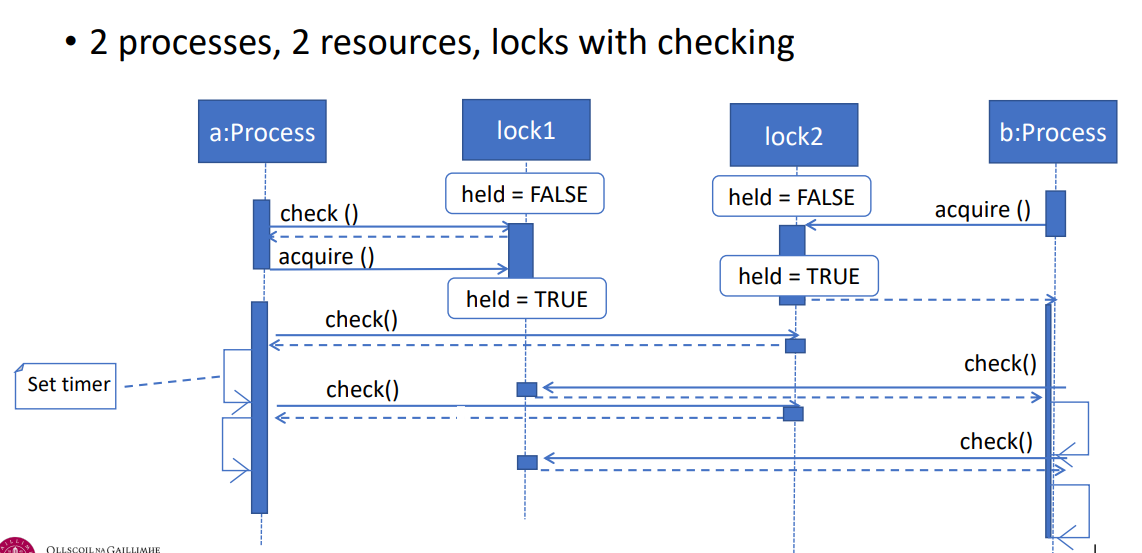 • 2 processes, 2 resources, locks with checking
a:Process
lock1
lock2
b:Process
held = FALSE
held = FALSE
check ()
acquire ()
acquire ()
held = TRUE
held = TRUE
check()
check()
Set timer
check()
check()
OLLSCOIL NA GAILLIMHE